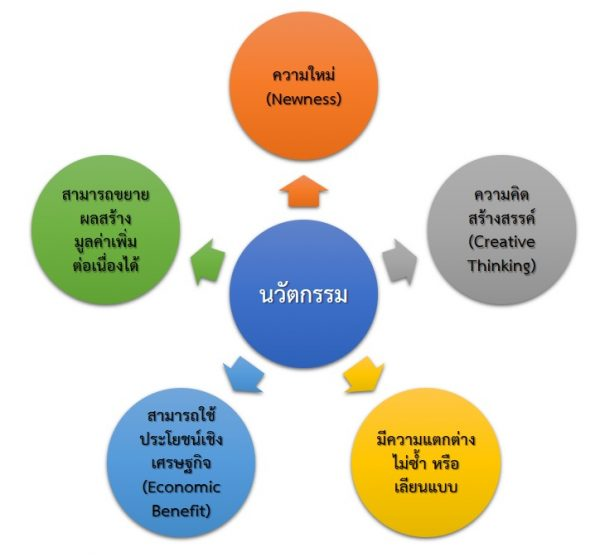 ความใหม่
(Newness)
ความคิด
สร้างสรรค์
(Creative
Thinking)
มีความแตกต่าง
ไม่ซ้ำ หรือ
เลียนแบบ
สามารถใช้
ประโยชน์เชิง
เศรษฐกิจ
(Economic
Benefit)
สามารถขยาย
ผลสร้าง
มูลค่าเพิ่ม
ต่อเนื่องได้
นวัตกรรม